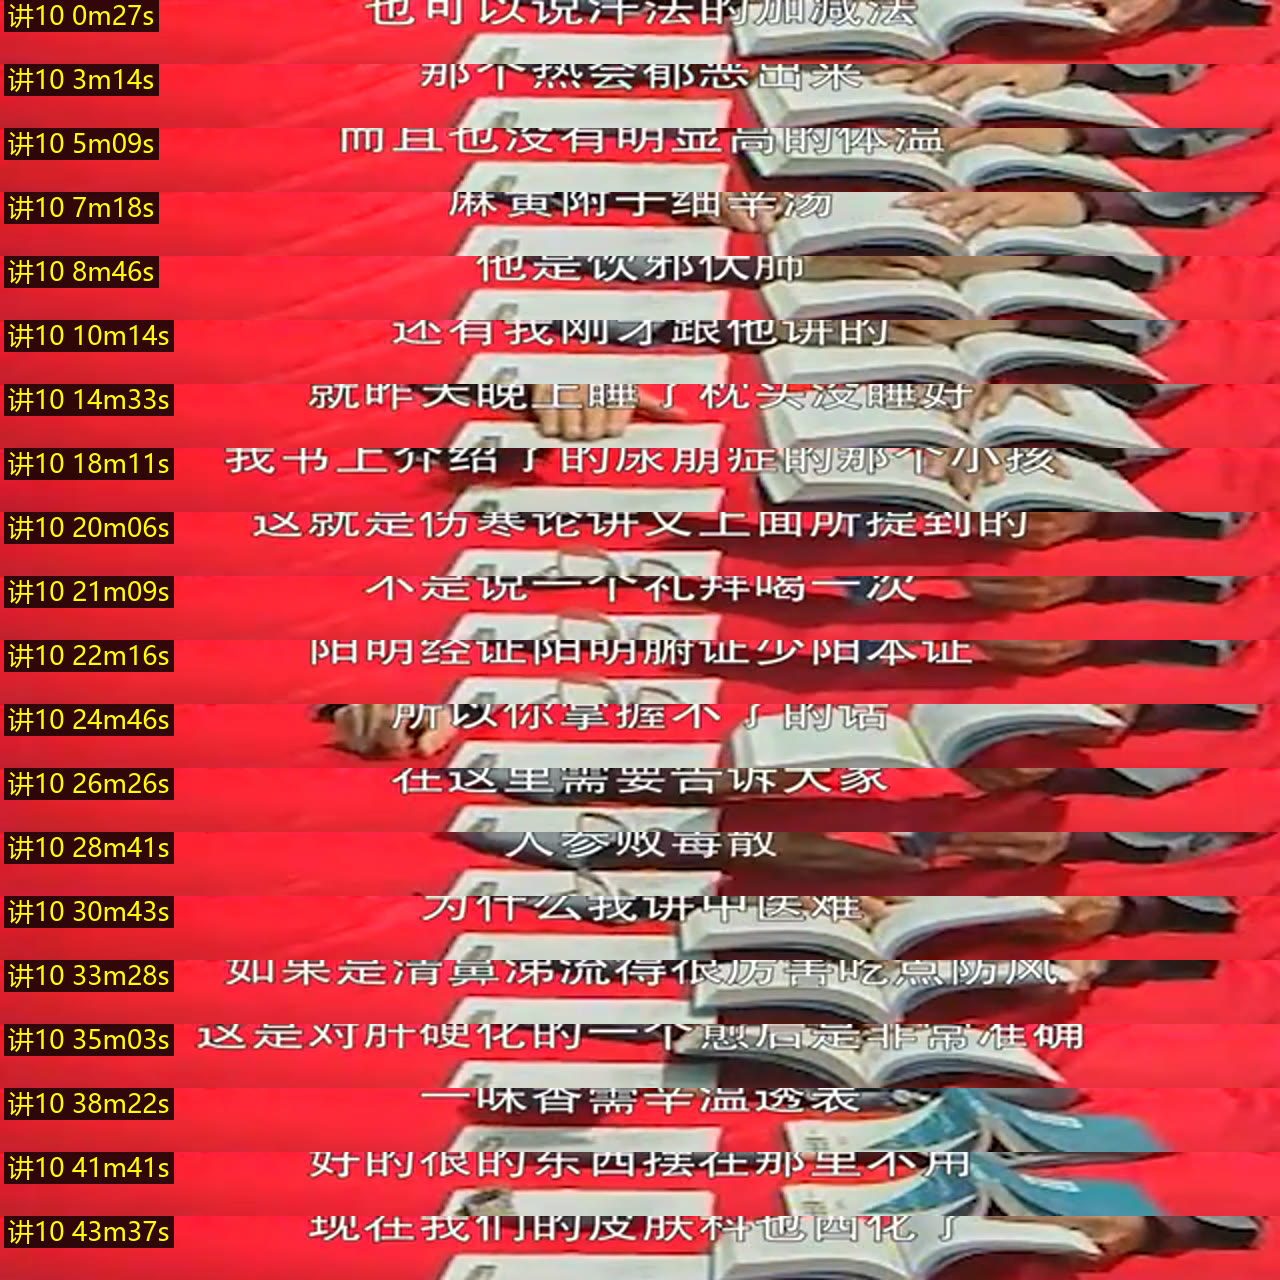 讲10 0m27s 也可以说汗法的加减法
讲10 3m14s 那个热会郁恶出来
讲10 5m09s 而且也没有明显高的体温
讲10 7m18s 麻黄附子细辛汤
讲10 8m46s 他是饮邪伏肺
讲10 10m14s 还有我刚才跟他讲的
讲10 14m33s 就昨天晚上睡了枕头没睡好
讲10 18m11s 我书上介绍了的尿崩症的那个小孩
讲10 20m06s 这就是伤寒论讲义上面所提到的
讲10 21m09s 不是说一个礼拜喝一次
讲10 22m16s 阳明经证阳明腑证少阳本证
讲10 24m46s 所以你掌握不了的话
讲10 26m26s 在这里需要告诉大家
讲10 28m41s 人参败毒散
讲10 30m43s 为什么我讲中医难
讲10 33m28s 如果是清鼻涕流得很厉害吃点防风
讲10 35m03s 这是对肝硬化的一个愈后是非常准确
讲10 38m22s 一味香需辛温透表
讲10 41m41s 好的很的东西摆在那里不用
讲10 43m37s 现在我们的皮肤科也西化了